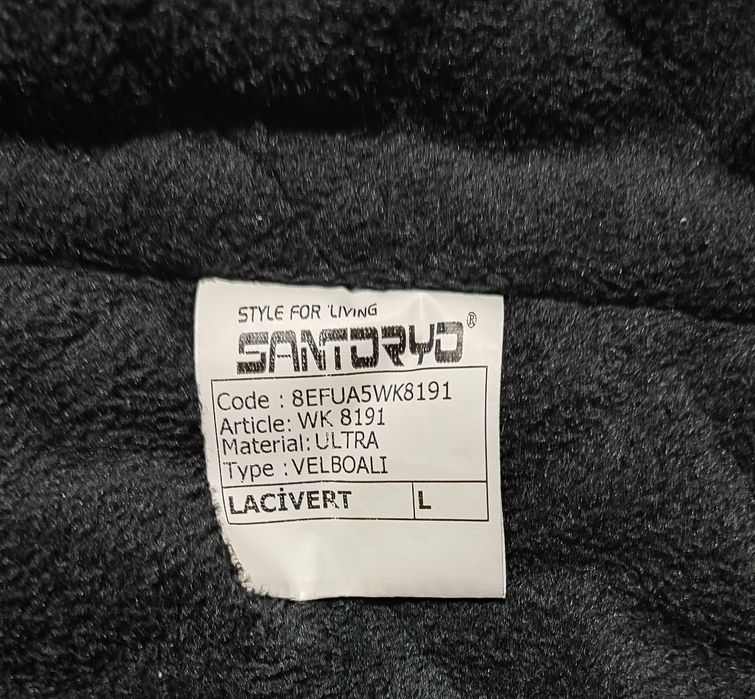 STYLE FOR LIVING
SANTORYO®
Code : 8EFUA5WK8191
Article: WK 8191
Material: ULTRA
Type : VELBOALI
LACİVERT L